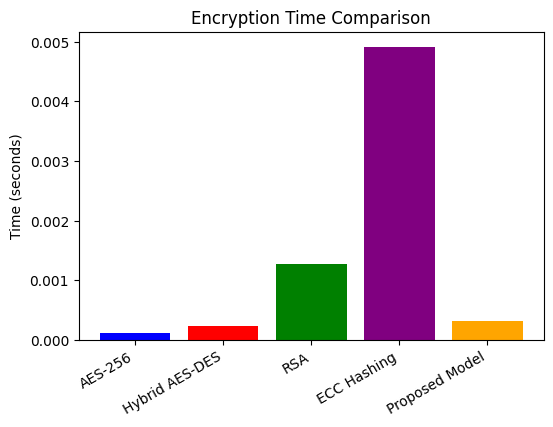 Encryption Time Comparison
Time (seconds)
0.005
0.004
0.003
0.002
0.001
0.000
AES-256
Hybrid AES-DES
RSA
ECC Hashing
Proposed Model